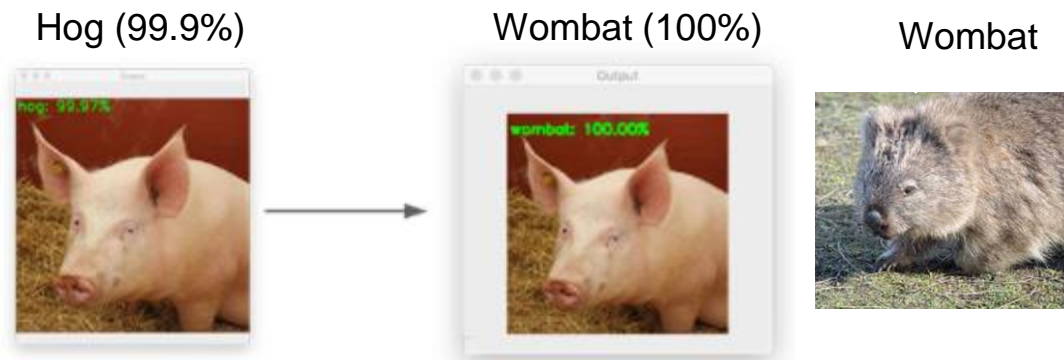 Hog (99.9%)
Wombat (100%)
Wombat
Output
hog: 99.97%
wombat: 100.00%